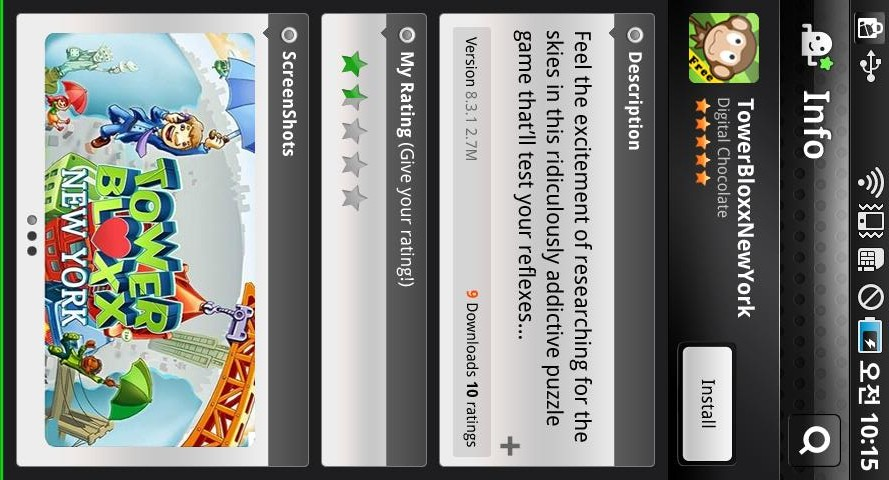 오전 10:15
Info
Free
TowerBloxxNewYork
Digital Chocolate
Install
Description
Feel the excitement of researching for the
skies in this ridiculously addictive puzzle
game that'll test your reflexes...
Version 8.3.1 2.7M
9 Downloads 10 ratings
My Rating (Give your rating!)
ScreenShots
TOWER
BLOXX
NEW YORK